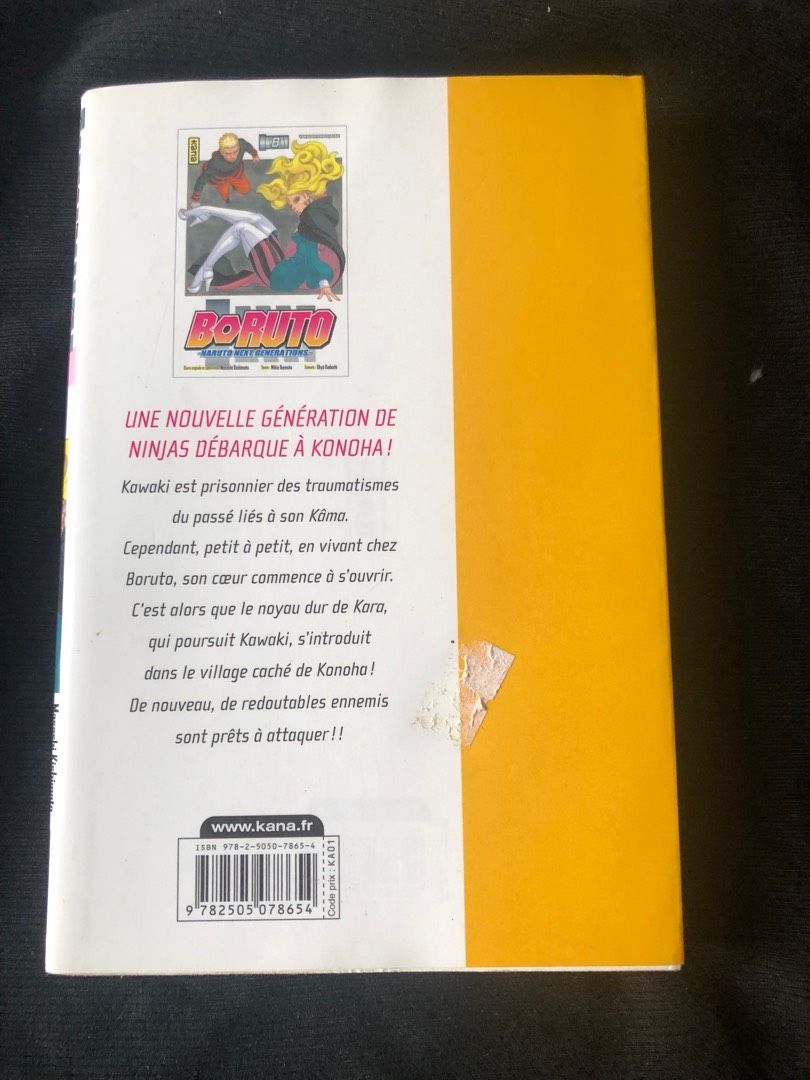 KANA
8
BORUTO
-NARUTO NEXT GENERATIONS-
UNE NOUVELLE GÉNÉRATION DE
NINJAS DÉBARQUE À KONOHA !
Kawaki est prisonnier des traumatismes
du passé liés à son Kâma.
Cependant, petit à petit, en vivant chez
Boruto, son cœur commence à s'ouvrir.
C'est alors que le noyau dur de Kara,
qui poursuit Kawaki, s'introduit
dans le village caché de Konoha !
De nouveau, de redoutables ennemis
sont prêts à attaquer !!
www.kana.fr
ISBN 978-2-5050-7865-4
9 782505 078654
Code prix : KA01